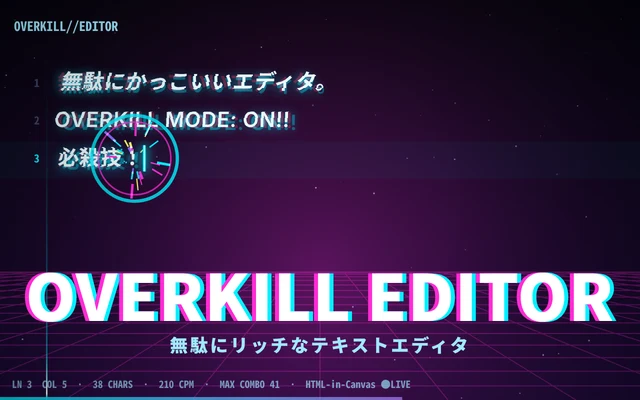 OVERKILL//EDITOR
1 無駄にかっこいいエディタ。
2 OVERKILL MODE: ON!!
3 必殺技！
OVERKILL EDITOR
無駄にリッチなテキストエディタ
LN 3 COL 5 · 38 CHARS · 210 CPM · MAX COMBO 41 · HTML-in-Canvas ●LIVE